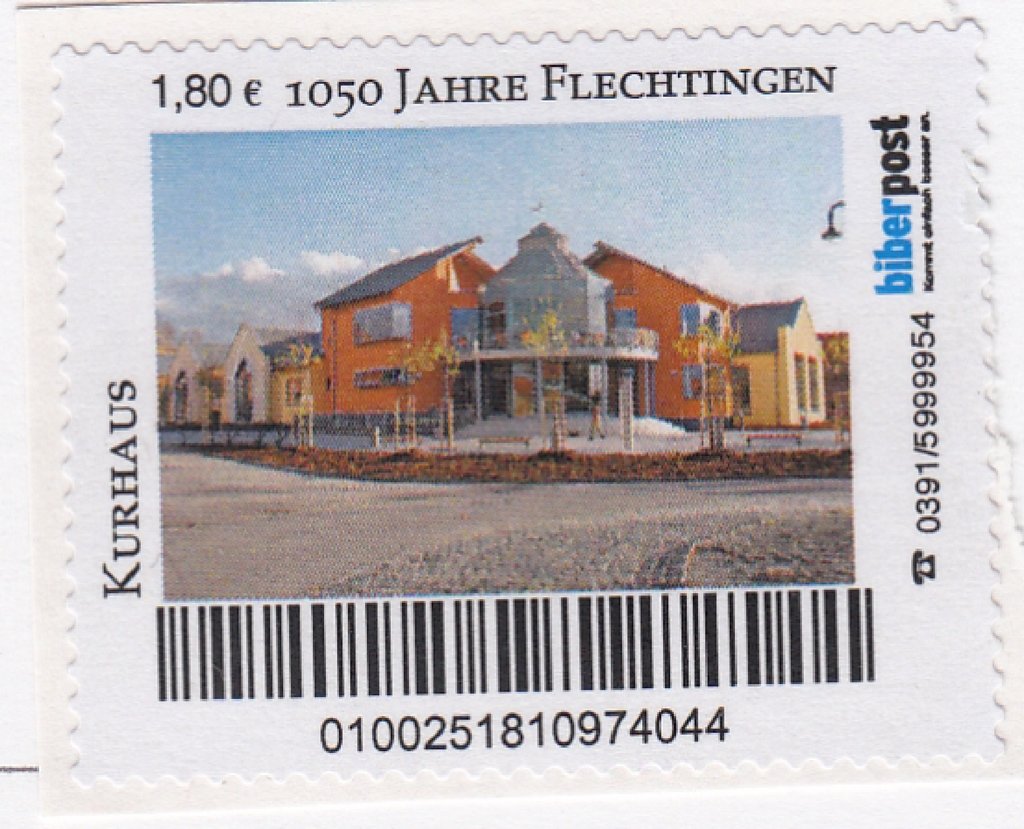 1,80 € 1050 JAHRE FLECHTINGEN
KURHAUS
biberpost
Kommt einfach besser an.
☎ 0391/5999954
0100251810974044